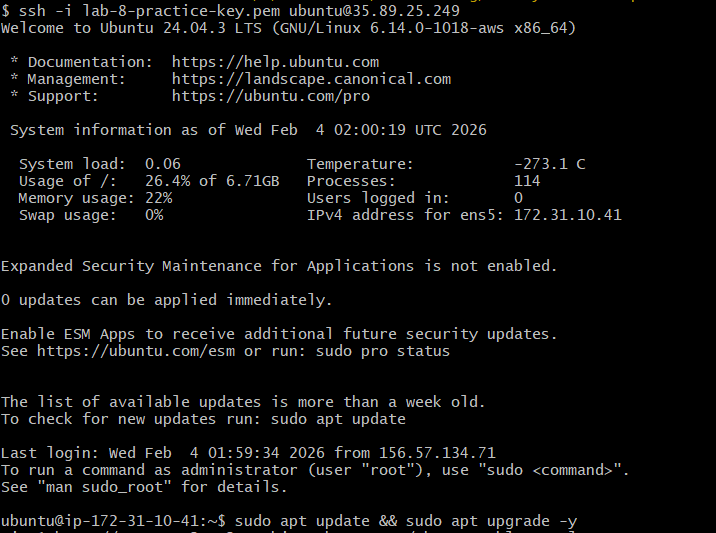 $ ssh -i lab-8-practice-key.pem ubuntu@35.89.25.249
Welcome to Ubuntu 24.04.3 LTS (GNU/Linux 6.14.0-1018-aws x86_64)
* Documentation: https://help.ubuntu.com
* Management: https://landscape.canonical.com
* Support: https://ubuntu.com/pro
System information as of Wed Feb 4 02:00:19 UTC 2026
System load: 0.06 Temperature: -273.1 C
Usage of /: 26.4% of 6.71GB Processes: 114
Memory usage: 22% Users logged in: 0
Swap usage: 0% IPv4 address for ens5: 172.31.10.41
Expanded Security Maintenance for Applications is not enabled.
0 updates can be applied immediately.
Enable ESM Apps to receive additional future security updates.
See https://ubuntu.com/esm or run: sudo pro status
The list of available updates is more than a week old.
To check for new updates run: sudo apt update
Last login: Wed Feb 4 01:59:34 2026 from 156.57.134.71
To run a command as administrator (user "root"), use "sudo <command>".
See "man sudo_root" for details.
ubuntu@ip-172-31-10-41:~$ sudo apt update && sudo apt upgrade -y